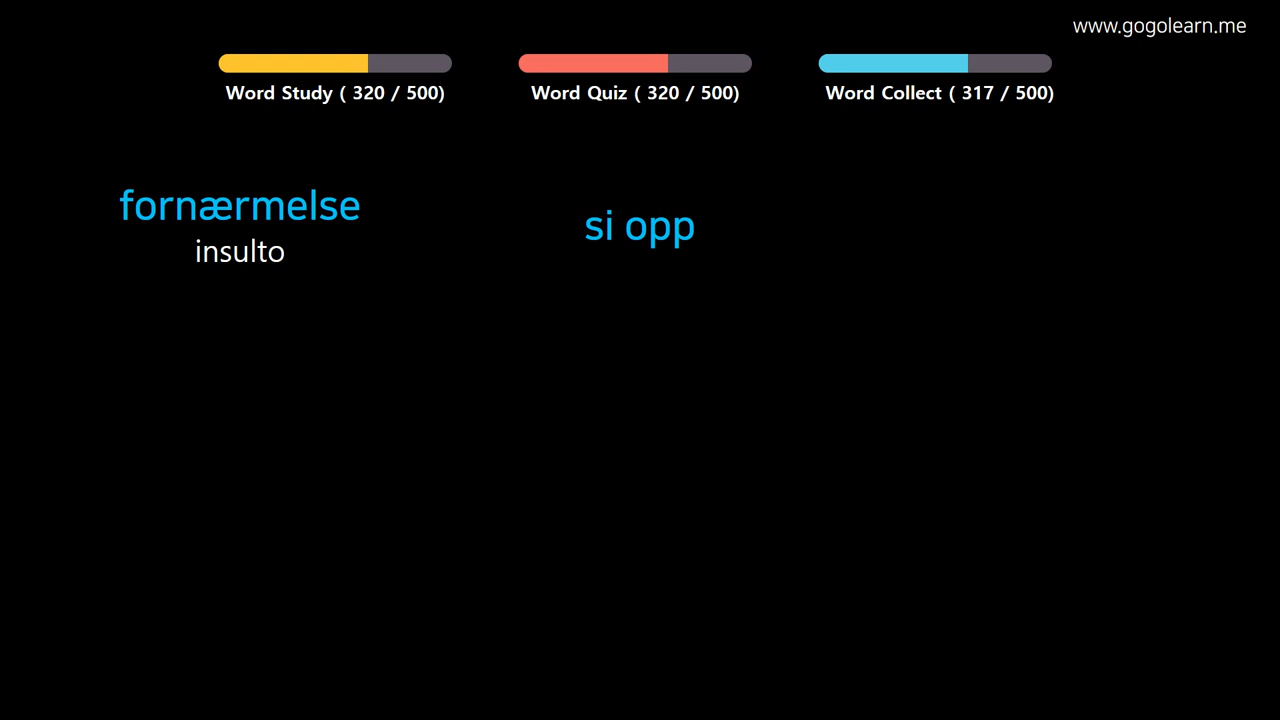 www.gogolearn.me
Word Study ( 320 / 500)
Word Quiz ( 320 / 500)
Word Collect ( 317 / 500)
fornærmelse
insulto
si opp